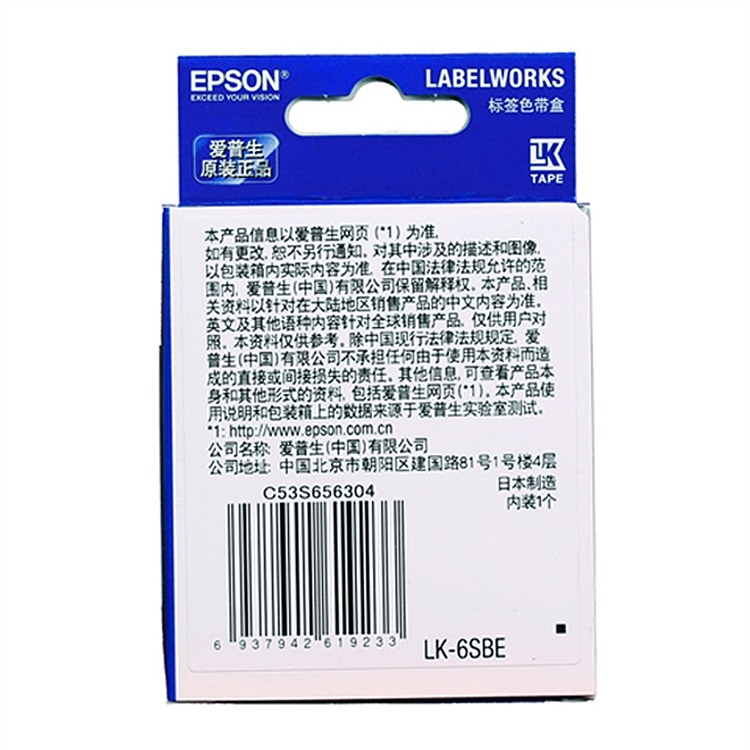 EPSON®
EXCEED YOUR VISION
LABELWORKS
标签色带盒
爱普生
原装正品
LK
TAPE
本产品信息以爱普生网页 (*1) 为准,
如有更改, 恕不另行通知。对其中涉及的描述和图像,
以包装箱内实际内容为准, 在中国法律法规允许的范
围内, 爱普生(中国)有限公司保留解释权。本产品、相
关资料以针对在大陆地区销售产品的中文内容为准。
英文及其他语种内容针对全球销售产品, 仅供用户对
照。本资料仅供参考。除中国现行法律法规规定, 爱
普生(中国)有限公司不承担任何由于使用本资料而造
成的直接或间接损失的责任。其他信息, 可查看产品本
身和其他形式的资料, 包括爱普生网页(*1)。本产品使
用说明和包装箱上的数据来源于爱普生实验室测试。
*1: http://www.epson.com.cn
公司名称: 爱普生(中国)有限公司
公司地址: 中国北京市朝阳区建国路81号1号楼4层
日本制造
内装1个
C53S656304
6 937942 619233
LK-6SBE